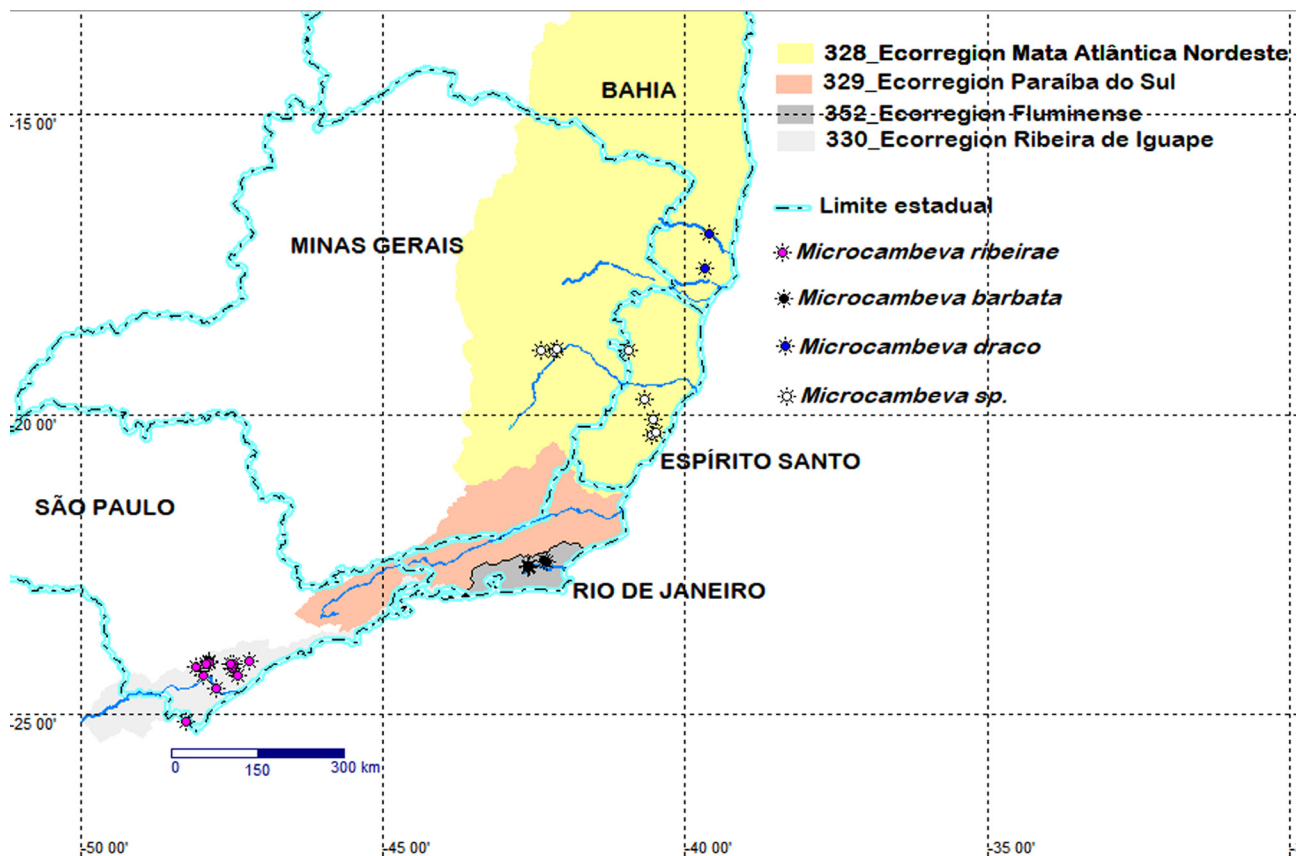 328_Ecorregion Mata Atlântica Nordeste
BAHIA
329_Ecorregion Paraíba do Sul
352_Ecorregion Fluminense
-15 00'
330_Ecorregion Ribeira de Iguape
Limite estadual
MINAS GERAIS
Microcambeva ribeirae
Microcambeva barbata
Microcambeva draco
Microcambeva sp.
-20 00'
ESPÍRITO SANTO
SÃO PAULO
RIO DE JANEIRO
-25 00'
0 150 300 km
-50 00' -45 00' -40 00' -35 00'